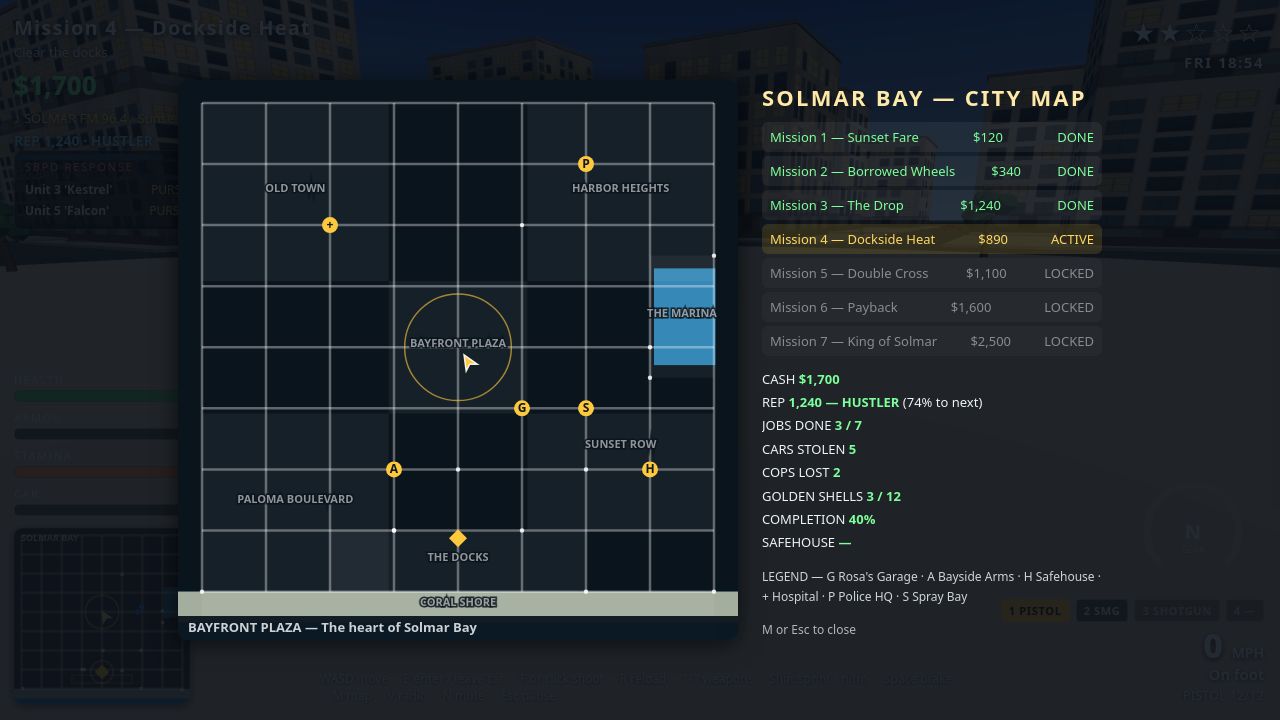 Mission 4 — Dockside Heat
Clear the docks.
$1,700
FRI 18:54
REP 1,240 · HUSTLER
SBPD RESPONSE
Unit 3 'Kestrel' PURS
Unit 5 'Falcon' PURS
SOLMAR BAY — CITY MAP
Mission 1 — Sunset Fare $120 DONE
Mission 2 — Borrowed Wheels $340 DONE
Mission 3 — The Drop $1,240 DONE
Mission 4 — Dockside Heat $890 ACTIVE
Mission 5 — Double Cross $1,100 LOCKED
Mission 6 — Payback $1,600 LOCKED
Mission 7 — King of Solmar $2,500 LOCKED
CASH $1,700
REP 1,240 — HUSTLER (74% to next)
JOBS DONE 3 / 7
CARS STOLEN 5
COPS LOST 2
GOLDEN SHELLS 3 / 12
COMPLETION 40%
SAFEHOUSE —
LEGEND — G Rosa's Garage · A Bayside Arms · H Safehouse ·
+ Hospital · P Police HQ · S Spray Bay
M or Esc to close
P
OLD TOWN
HARBOR HEIGHTS
+
THE MARINA
BAYFRONT PLAZA
G
S
SUNSET ROW
A
H
PALOMA BOULEVARD
THE DOCKS
CORAL SHORE
BAYFRONT PLAZA — The heart of Solmar Bay
HEALTH
STAMINA
SOLMAR BAY
N
1 PISTOL
2 SMG
3 SHOTGUN
4 —
0 MPH
On foot